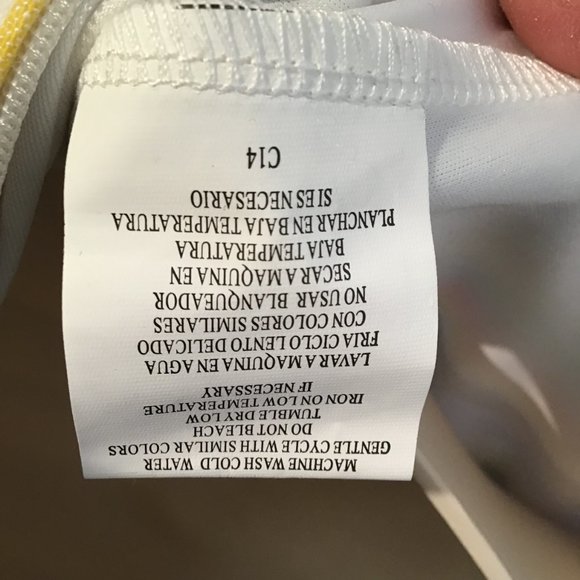 MACHINE WASH COLD WATER
GENTLE CYCLE WITH SIMILAR COLORS
DO NOT BLEACH
TUMBLE DRY LOW
IRON ON LOW TEMPERATURE
IF NECESSARY
LAVAR A MAQUINA EN AGUA
FRIA CICLO LENTO DELICADO
CON COLORES SIMILARES
NO USAR BLANQUEADOR
SECAR A MAQUINA EN
BAJA TEMPERATURA
PLANCHAR EN BAJA TEMPERATURA
SI ES NECESARIO
C14